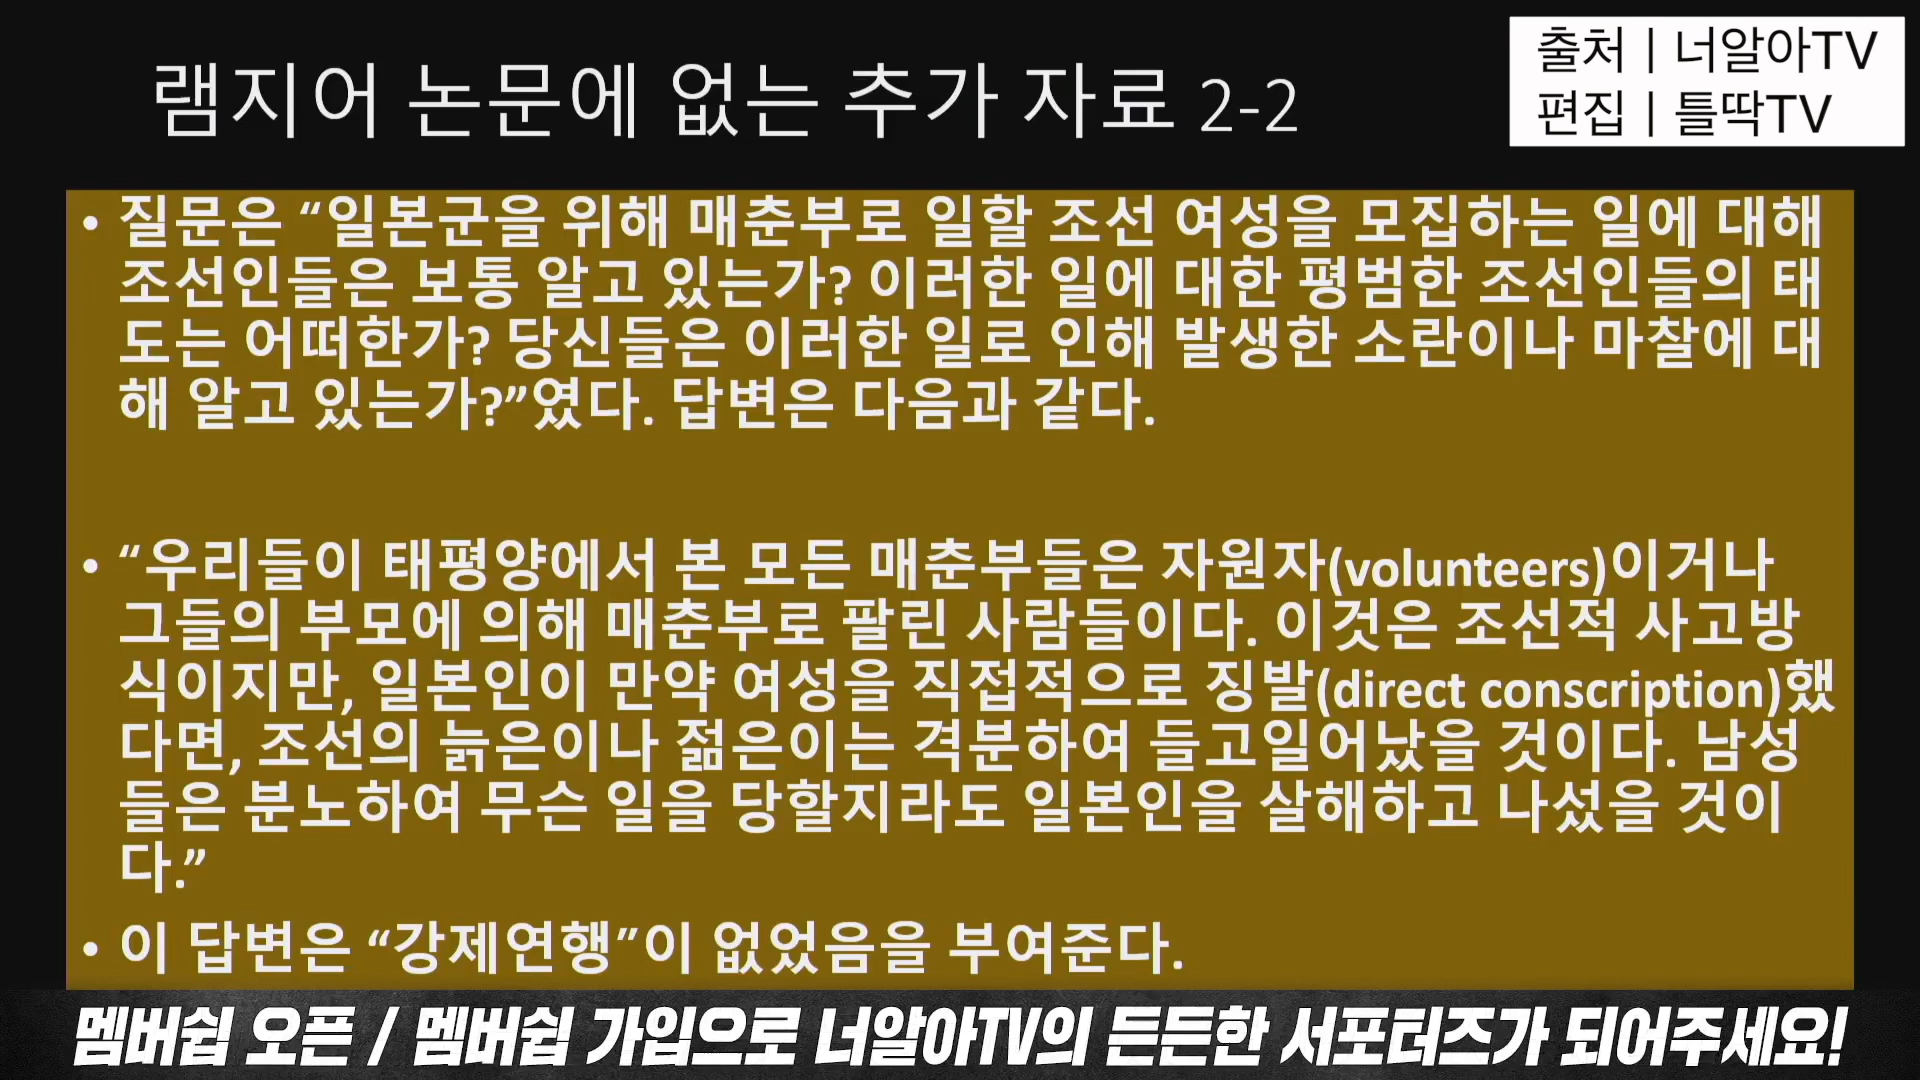 램지어 논문에 없는 추가 자료 2-2
출처 | 너알아TV
편집 | 틀딱TV
• 질문은 “일본군을 위해 매춘부로 일할 조선 여성을 모집하는 일에 대해
조선인들은 보통 알고 있는가? 이러한 일에 대한 평범한 조선인들의 태
도는 어떠한가? 당신들은 이러한 일로 인해 발생한 소란이나 마찰에 대
해 알고 있는가?”였다. 답변은 다음과 같다.
• “우리들이 태평양에서 본 모든 매춘부들은 자원자(volunteers)이거나
그들의 부모에 의해 매춘부로 팔린 사람들이다. 이것은 조선적 사고방
식이지만, 일본인이 만약 여성을 직접적으로 징발(direct conscription)했
다면, 조선의 늙은이나 젊은이는 격분하여 들고일어났을 것이다. 남성
들은 분노하여 무슨 일을 당할지라도 일본인을 살해하고 나섰을 것이
다.”
• 이 답변은 “강제연행”이 없었음을 부여준다.
멤버쉽 오픈 / 멤버쉽 가입으로 너알아TV의 든든한 서포터즈가 되어주세요!